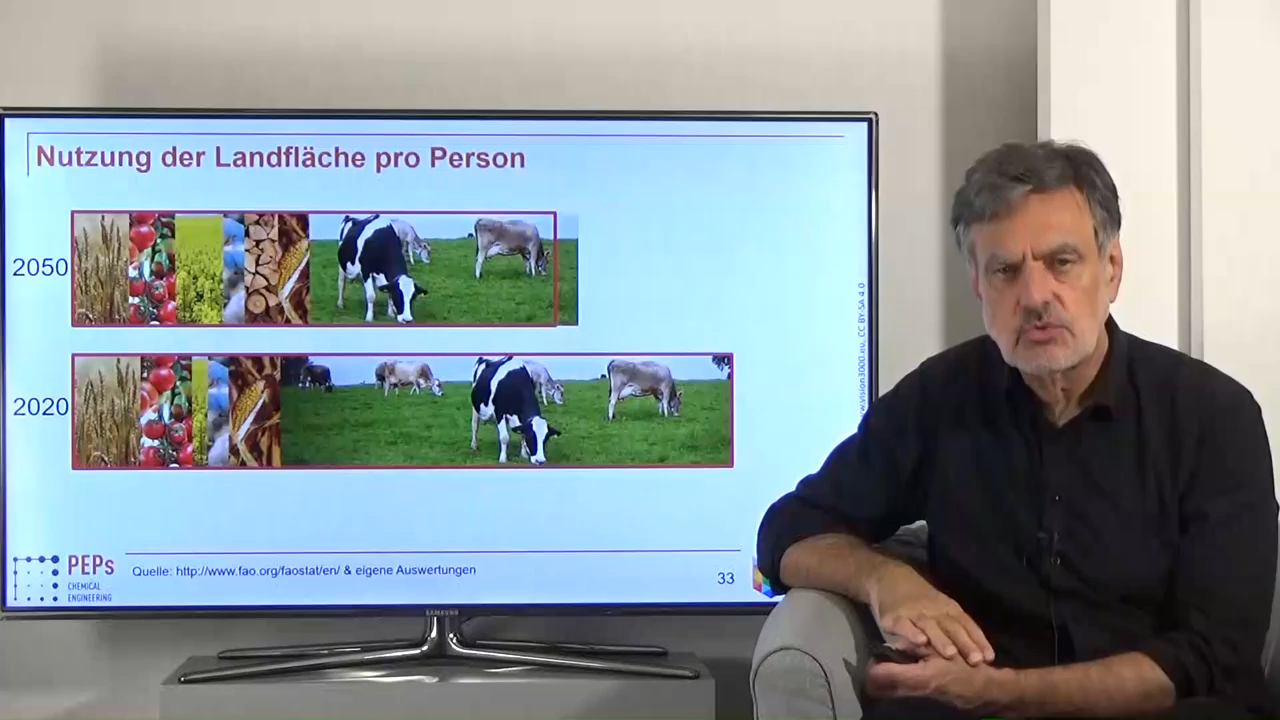 Nutzung der Landfläche pro Person
2050
2020
www.vision3000.eu, CC BY-SA 4.0
PEPs
CHEMICAL
ENGINEERING
Quelle: http://www.fao.org/faostat/en/ & eigene Auswertungen
33
SAMSUNG